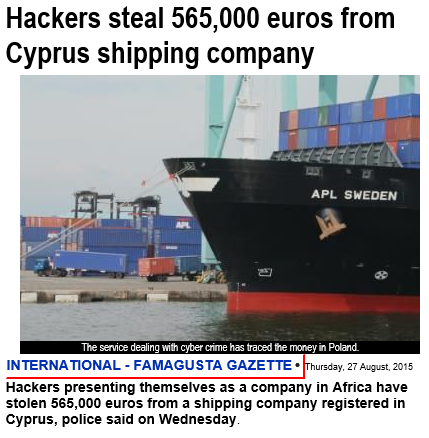 Hackers steal 565,000 euros from
Cyprus shipping company
APL SWEDEN
APL
The service dealing with cyber crime has traced the money in Poland.
INTERNATIONAL - FAMAGUSTA GAZETTE • Thursday, 27 August, 2015
Hackers presenting themselves as a company in Africa have
stolen 565,000 euros from a shipping company registered in
Cyprus, police said on Wednesday.